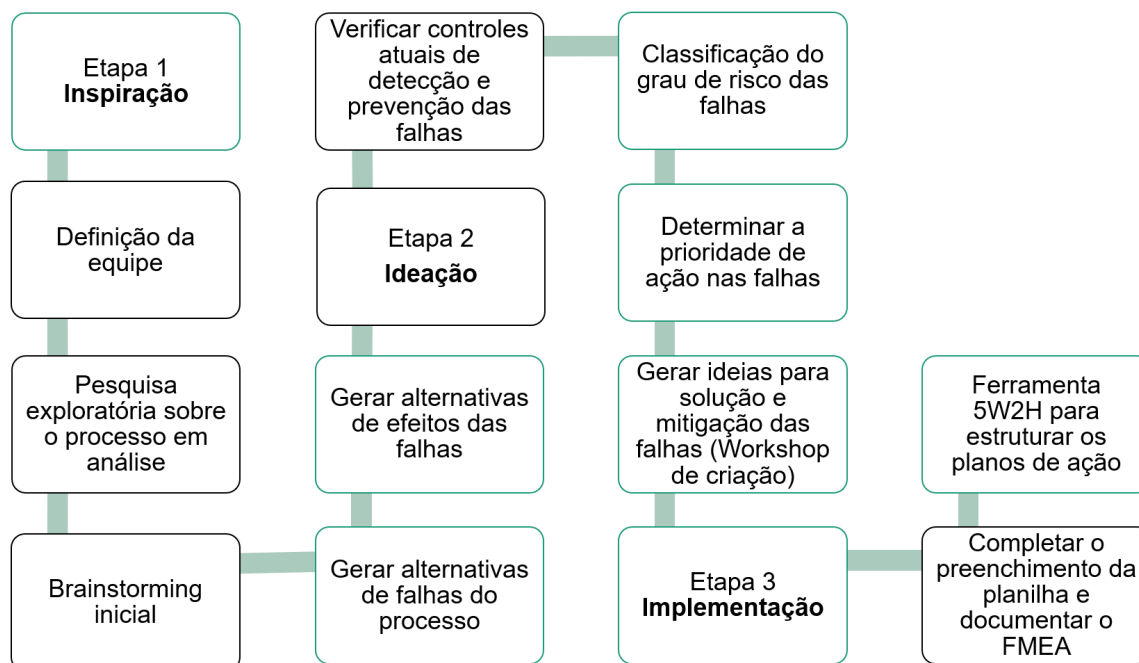 Etapa 1
Inspiração
Definição da
equipe
Pesquisa
exploratória sobre
o processo em
análise
Brainstorming
inicial
Gerar alternativas
de falhas do
processo
Gerar alternativas
de efeitos das
falhas
Etapa 2
Ideação
Verificar controles
atuais de
detecção e
prevenção das
falhas
Classificação do
grau de risco das
falhas
Determinar a
prioridade de
ação nas falhas
Gerar ideias para
solução e
mitigação das
falhas (Workshop
de criação)
Etapa 3
Implementação
Completar o
preenchimento da
planilha e
documentar o
FMEA
Ferramenta
5W2H para
estruturar os
planos de ação